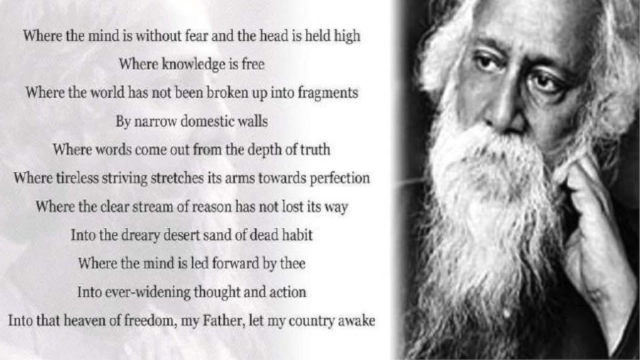 Where the mind is without fear and the head is held high
Where knowledge is free
Where the world has not been broken up into fragments
By narrow domestic walls
Where words come out from the depth of truth
Where tireless striving stretches its arms towards perfection
Where the clear stream of reason has not lost its way
Into the dreary desert sand of dead habit
Where the mind is led forward by thee
Into ever-widening thought and action
Into that heaven of freedom, my Father, let my country awake